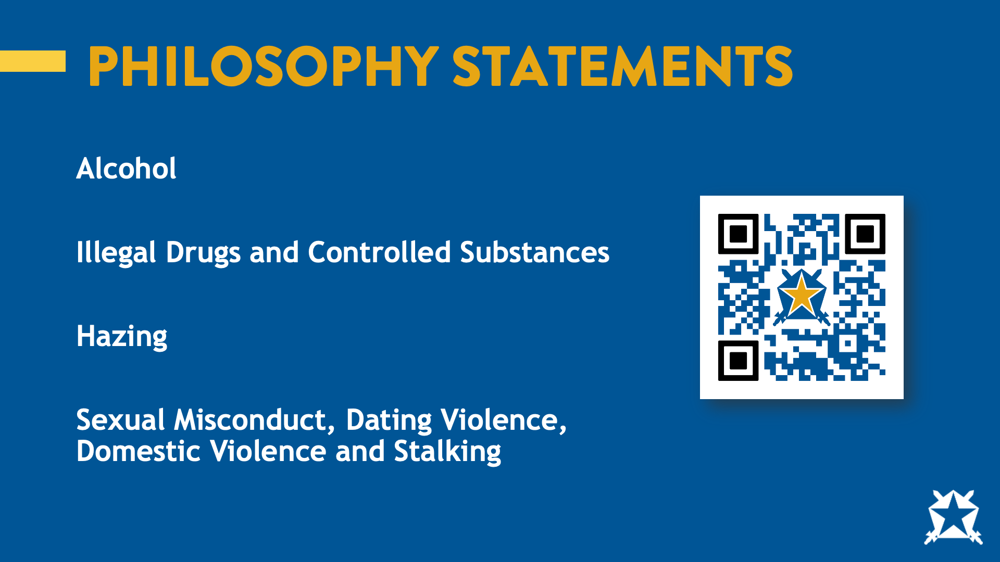 PHILOSOPHY STATEMENTS
Alcohol
Illegal Drugs and Controlled Substances
Hazing
Sexual Misconduct, Dating Violence,
Domestic Violence and Stalking